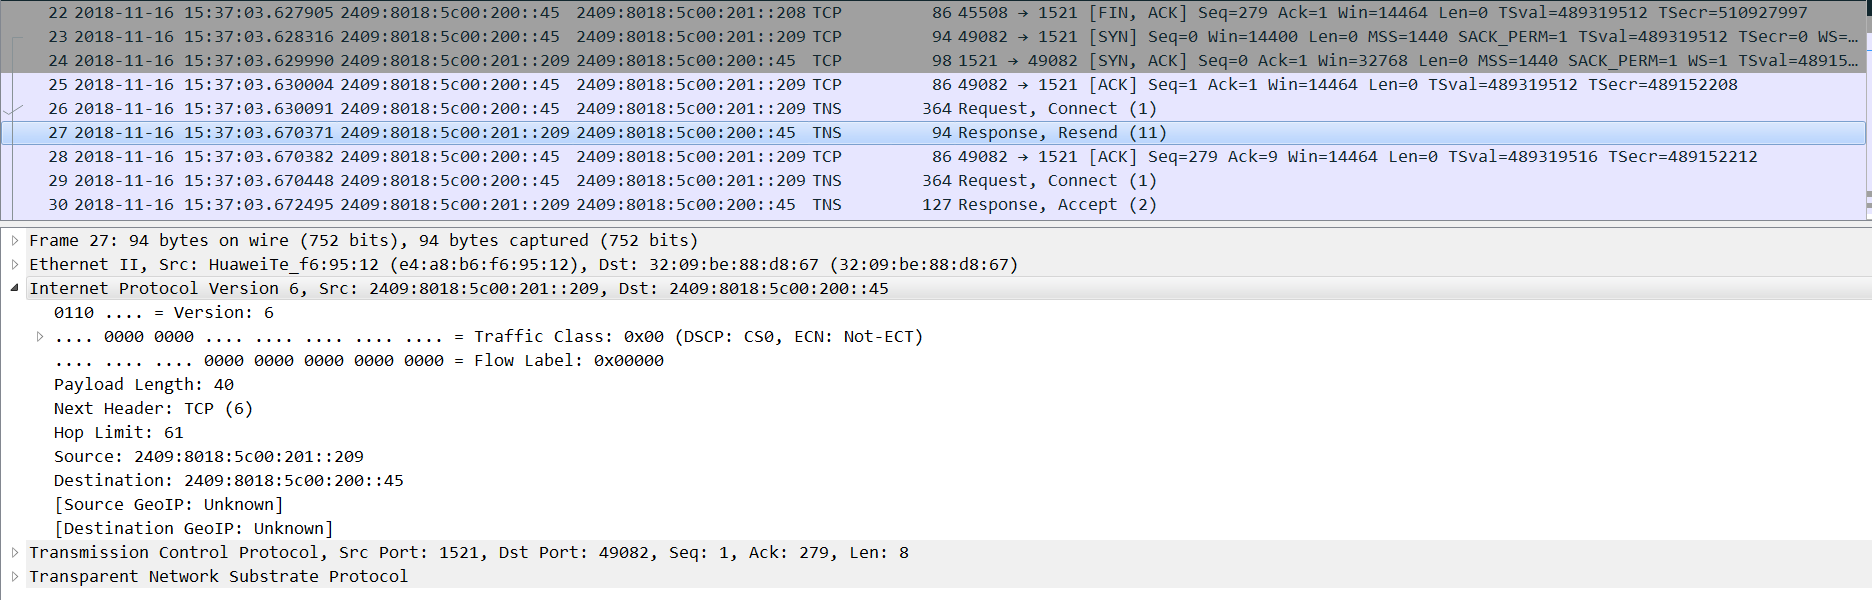 22 2018-11-16 15:37:03.627905 2409:8018:5c00:200::45 2409:8018:5c00:201::208 TCP 86 45508 → 1521 [FIN, ACK] Seq=279 Ack=1 Win=14464 Len=0 TSval=489319512 TSecr=510927997
23 2018-11-16 15:37:03.628316 2409:8018:5c00:200::45 2409:8018:5c00:201::209 TCP 94 49082 → 1521 [SYN] Seq=0 Win=14400 Len=0 MSS=1440 SACK_PERM=1 TSval=489319512 TSecr=0 WS=…
24 2018-11-16 15:37:03.629990 2409:8018:5c00:201::209 2409:8018:5c00:200::45 TCP 98 1521 → 49082 [SYN, ACK] Seq=0 Ack=1 Win=32768 Len=0 MSS=1440 SACK_PERM=1 WS=1 TSval=48915…
25 2018-11-16 15:37:03.630004 2409:8018:5c00:200::45 2409:8018:5c00:201::209 TCP 86 49082 → 1521 [ACK] Seq=1 Ack=1 Win=14464 Len=0 TSval=489319512 TSecr=489152208
26 2018-11-16 15:37:03.630091 2409:8018:5c00:200::45 2409:8018:5c00:201::209 TNS 364 Request, Connect (1)
27 2018-11-16 15:37:03.670371 2409:8018:5c00:201::209 2409:8018:5c00:200::45 TNS 94 Response, Resend (11)
28 2018-11-16 15:37:03.670382 2409:8018:5c00:200::45 2409:8018:5c00:201::209 TCP 86 49082 → 1521 [ACK] Seq=279 Ack=9 Win=14464 Len=0 TSval=489319516 TSecr=489152212
29 2018-11-16 15:37:03.670448 2409:8018:5c00:200::45 2409:8018:5c00:201::209 TNS 364 Request, Connect (1)
30 2018-11-16 15:37:03.672495 2409:8018:5c00:201::209 2409:8018:5c00:200::45 TNS 127 Response, Accept (2)
Frame 27: 94 bytes on wire (752 bits), 94 bytes captured (752 bits)
Ethernet II, Src: HuaweiTe_f6:95:12 (e4:a8:b6:f6:95:12), Dst: 32:09:be:88:d8:67 (32:09:be:88:d8:67)
Internet Protocol Version 6, Src: 2409:8018:5c00:201::209, Dst: 2409:8018:5c00:200::45
0110 .... = Version: 6
.... 0000 0000 .... .... .... .... .... = Traffic Class: 0x00 (DSCP: CS0, ECN: Not-ECT)
.... .... .... 0000 0000 0000 0000 0000 = Flow Label: 0x00000
Payload Length: 40
Next Header: TCP (6)
Hop Limit: 61
Source: 2409:8018:5c00:201::209
Destination: 2409:8018:5c00:200::45
[Source GeoIP: Unknown]
[Destination GeoIP: Unknown]
Transmission Control Protocol, Src Port: 1521, Dst Port: 49082, Seq: 1, Ack: 279, Len: 8
Transparent Network Substrate Protocol